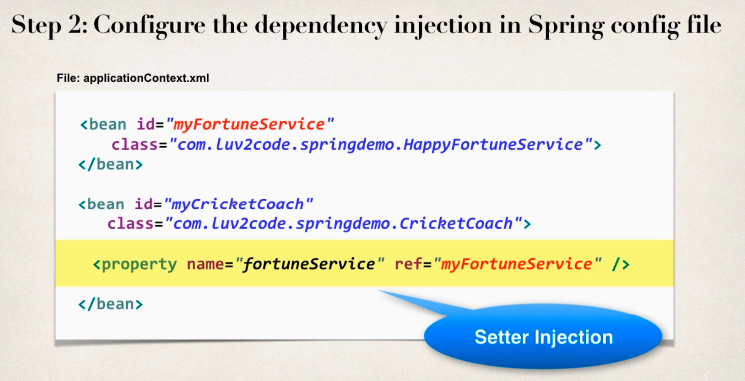 Step 2: Configure the dependency injection in Spring config file
File: applicationContext.xml
<bean id="myFortuneService"
class="com.luv2code.springdemo.HappyFortuneService">
</bean>
<bean id="myCricketCoach"
class="com.luv2code.springdemo.CricketCoach">
<property name="fortuneService" ref="myFortuneService" />
</bean>
Setter Injection